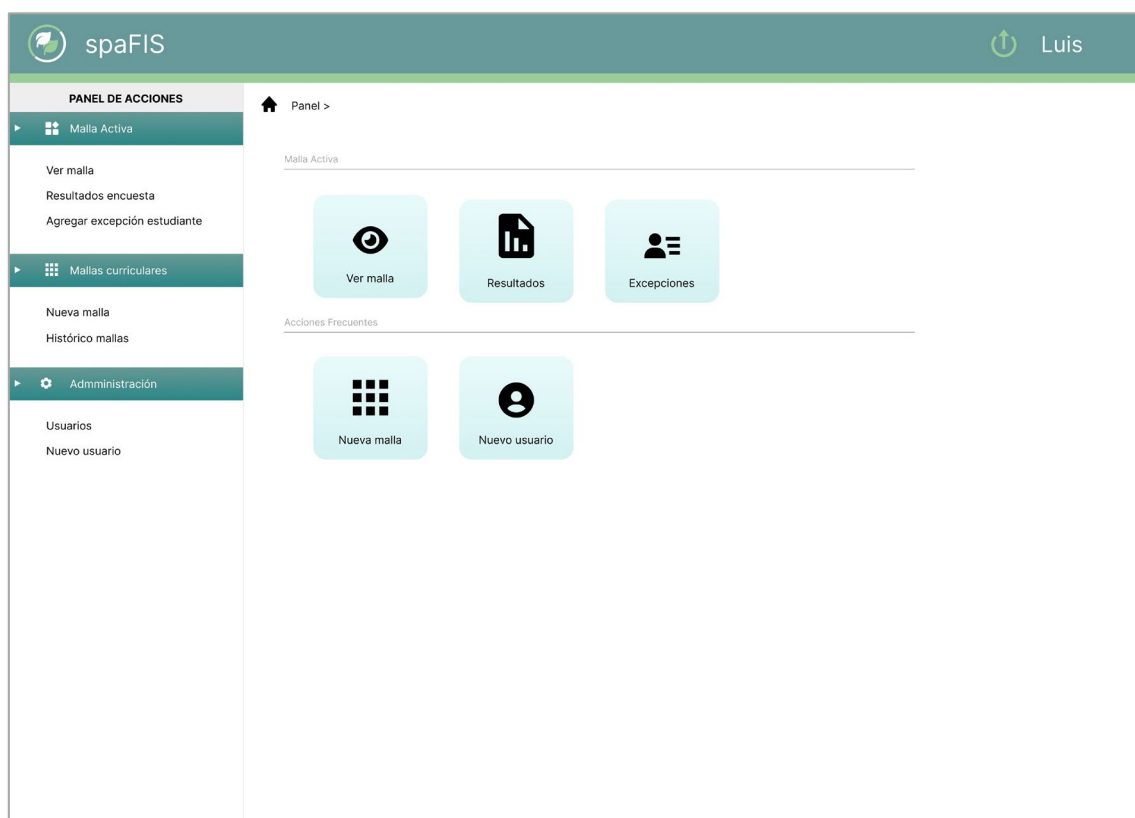 spaFIS
Luis
PANEL DE ACCIONES
Malla Activa
Ver malla
Resultados encuesta
Agregar excepción estudiante
Mallas curriculares
Nueva malla
Histórico mallas
Admministración
Usuarios
Nuevo usuario
Panel >
Malla Activa
Ver malla
Resultados
Excepciones
Acciones Frecuentes
Nueva malla
Nuevo usuario